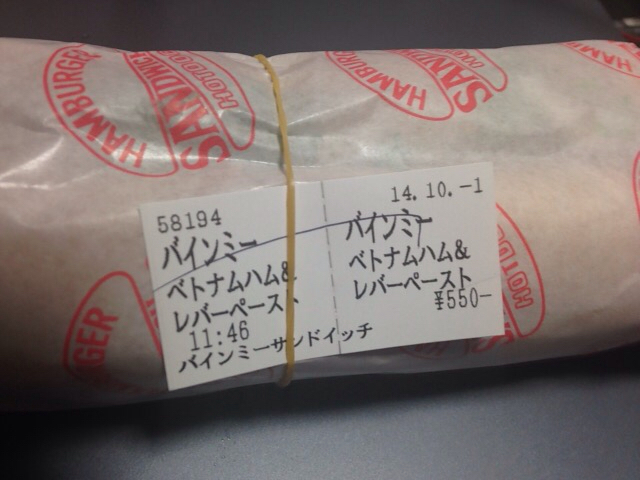 HAMBURGER
SANDWICH
HOTDOG
HAMBURGER
58194
バインミー
ベトナムハム&
レバーペースト
11:46
バインミーサンドイッチ
14.10.-1
バインミー
ベトナムハム&
レバーペースト
¥550-